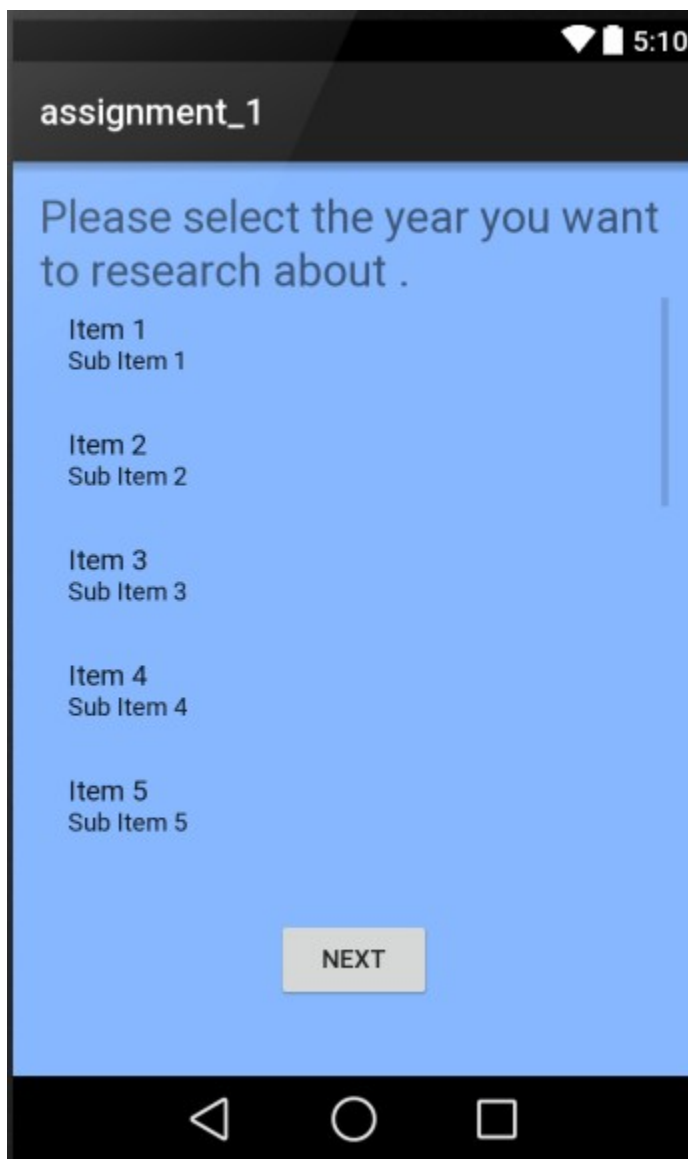 5:10
assignment_1
Please select the year you want
to research about .
Item 1
Sub Item 1
Item 2
Sub Item 2
Item 3
Sub Item 3
Item 4
Sub Item 4
Item 5
Sub Item 5
NEXT